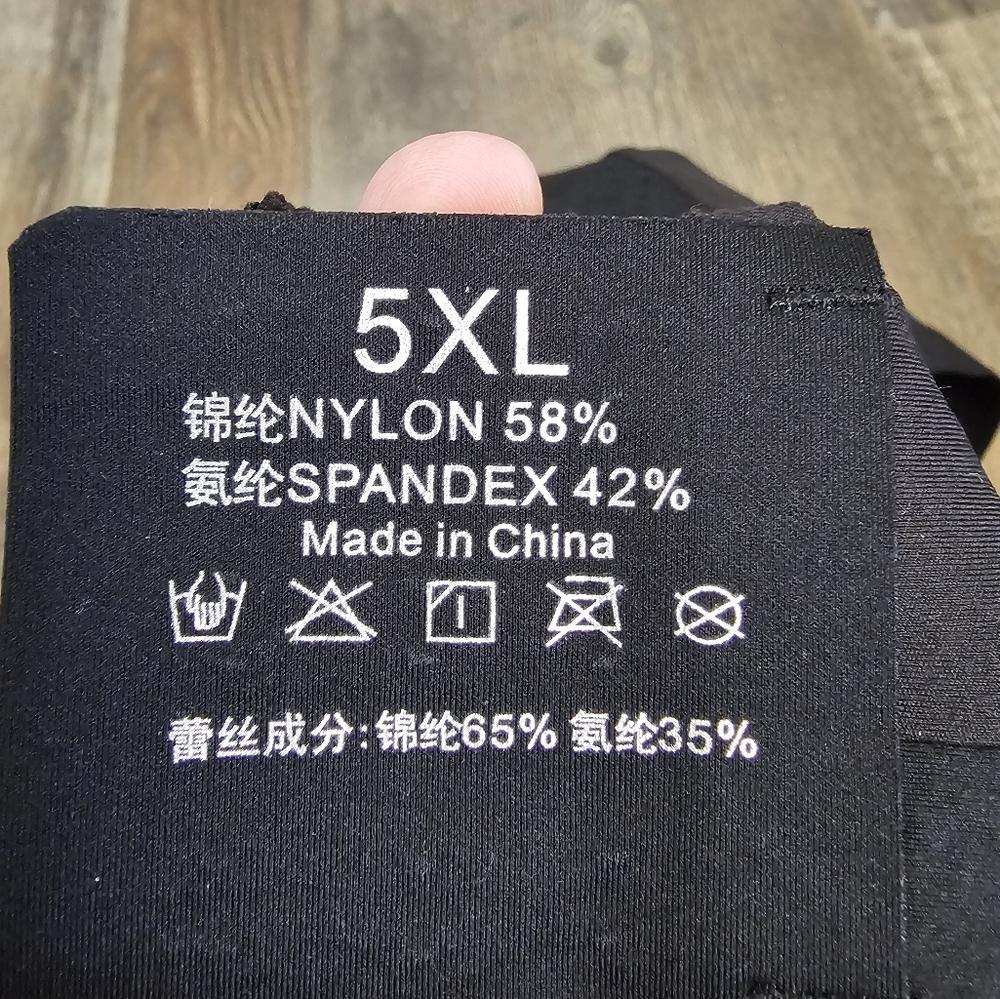 5XL
锦纶NYLON 58%
氨纶SPANDEX 42%
Made in China
蕾丝成分:锦纶65% 氨纶35%